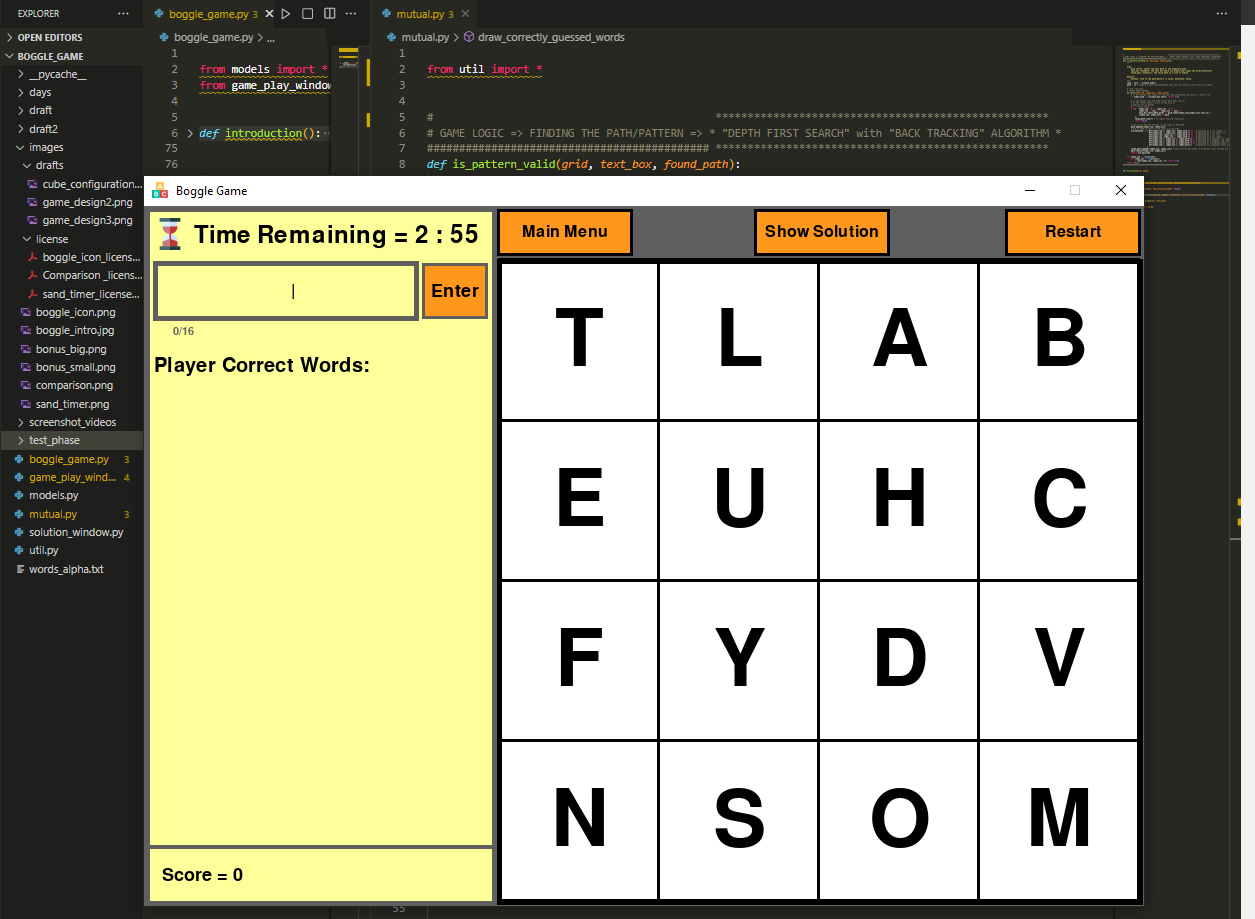 EXPLORER ···
OPEN EDITORS
BOGGLE_GAME
__pycache__
days
draft
draft2
images
drafts
cube_configuration...
game_design2.png
game_design3.png
license
boggle_icon_licens...
Comparison _licens...
sand_timer_license...
boggle_icon.png
boggle_intro.jpg
bonus_big.png
bonus_small.png
comparison.png
sand_timer.png
screenshot_videos
test_phase
boggle_game.py 3
game_play_wind... 4
models.py
mutual.py 3
solution_window.py
util.py
words_alpha.txt
boggle_game.py 3
boggle_game.py > ...
1
2 from models import *
3 from game_play_window
4
5
6 def introduction():··
75
76
mutual.py 3
mutual.py > draw_correctly_guessed_words
1
2 from util import *
3
4
5 # **************************************************
6 # GAME LOGIC => FINDING THE PATH/PATTERN => * "DEPTH FIRST SEARCH" with "BACK TRACKING" ALGORITHM *
7 ########################################### **************************************************
8 def is_pattern_valid(grid, text_box, found_path):
Boggle Game
Time Remaining = 2 : 55
Enter
0/16
Player Correct Words:
Score = 0
Main Menu Show Solution Restart
T L A B
E U H C
F Y D V
N S O M
55